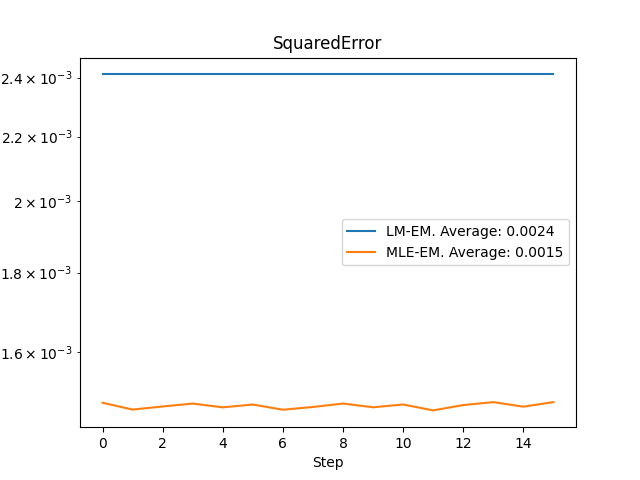 SquaredError
2.4 × 10⁻³
2.2 × 10⁻³
2 × 10⁻³
1.8 × 10⁻³
1.6 × 10⁻³
LM-EM. Average: 0.0024
MLE-EM. Average: 0.0015
0 2 4 6 8 10 12 14
Step